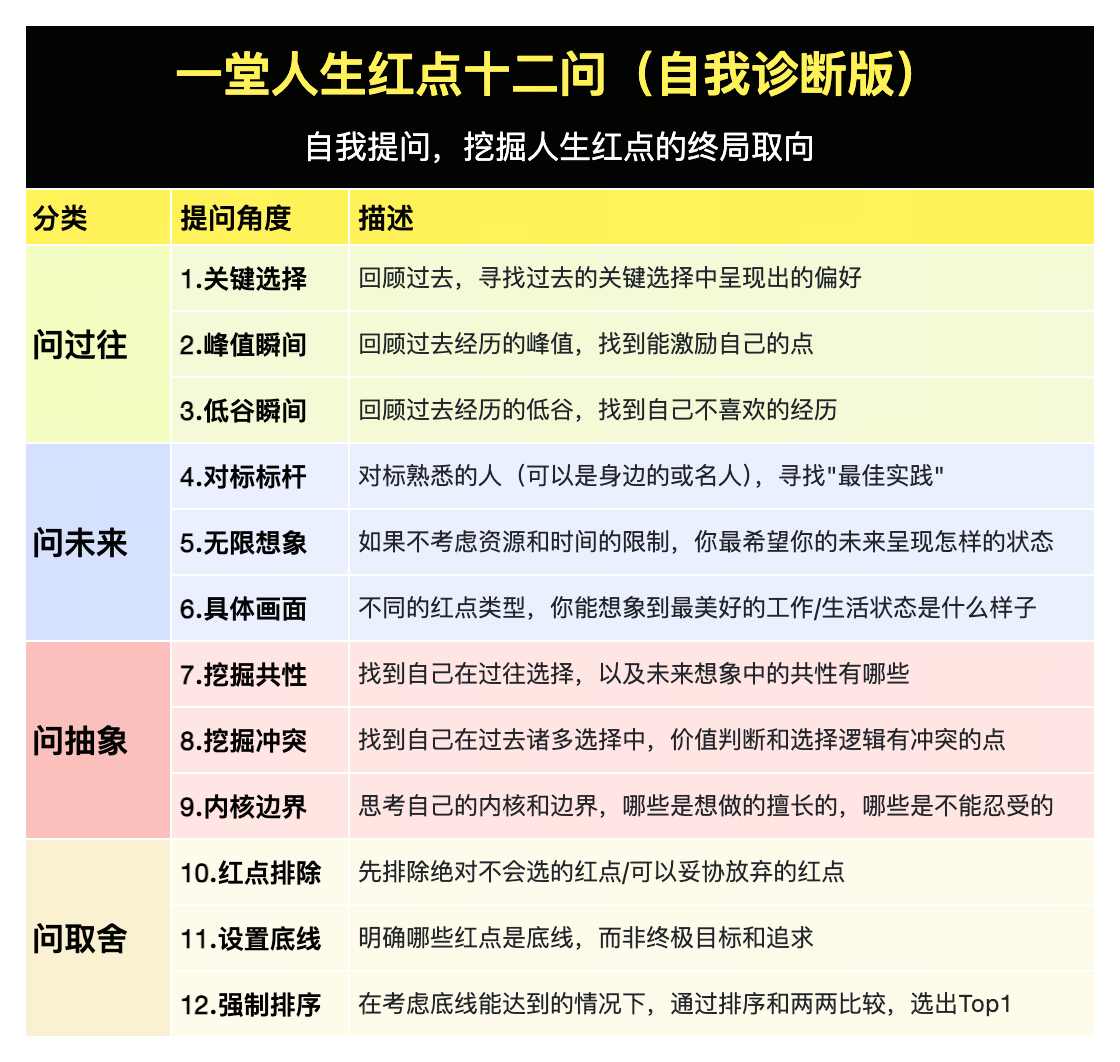 一堂人生红点十二问（自我诊断版）
自我提问，挖掘人生红点的终局取向
分类 提问角度 描述
问过往
1.关键选择 回顾过去，寻找过去的关键选择中呈现出的偏好
2.峰值瞬间 回顾过去经历的峰值，找到能激励自己的点
3.低谷瞬间 回顾过去经历的低谷，找到自己不喜欢的经历
问未来
4.对标标杆 对标熟悉的人（可以是身边的或名人），寻找"最佳实践"
5.无限想象 如果不考虑资源和时间的限制，你最希望你的未来呈现怎样的状态
6.具体画面 不同的红点类型，你能想象到最美好的工作/生活状态是什么样子
问抽象
7.挖掘共性 找到自己在过往选择，以及未来想象中的共性有哪些
8.挖掘冲突 找到自己在过去诸多选择中，价值判断和选择逻辑有冲突的点
9.内核边界 思考自己的内核和边界，哪些是想做的擅长的，哪些是不能忍受的
问取舍
10.红点排除 先排除绝对不会选的红点/可以妥协放弃的红点
11.设置底线 明确哪些红点是底线，而非终极目标和追求
12.强制排序 在考虑底线能达到的情况下，通过排序和两两比较，选出Top1